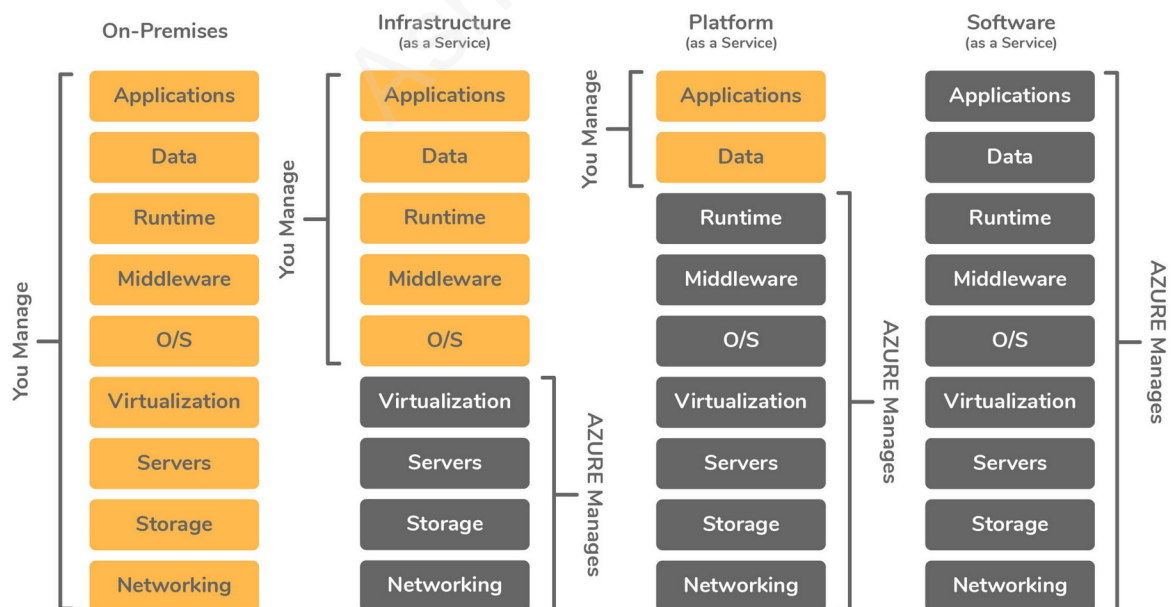 On-Premises
Applications
Data
Runtime
Middleware
O/S
Virtualization
Servers
Storage
Networking
You Manage
Infrastructure
(as a Service)
Applications
Data
Runtime
Middleware
O/S
Virtualization
Servers
Storage
Networking
You Manage
AZURE Manages
Platform
(as a Service)
Applications
Data
Runtime
Middleware
O/S
Virtualization
Servers
Storage
Networking
You Manage
AZURE Manages
Software
(as a Service)
Applications
Data
Runtime
Middleware
O/S
Virtualization
Servers
Storage
Networking
AZURE Manages